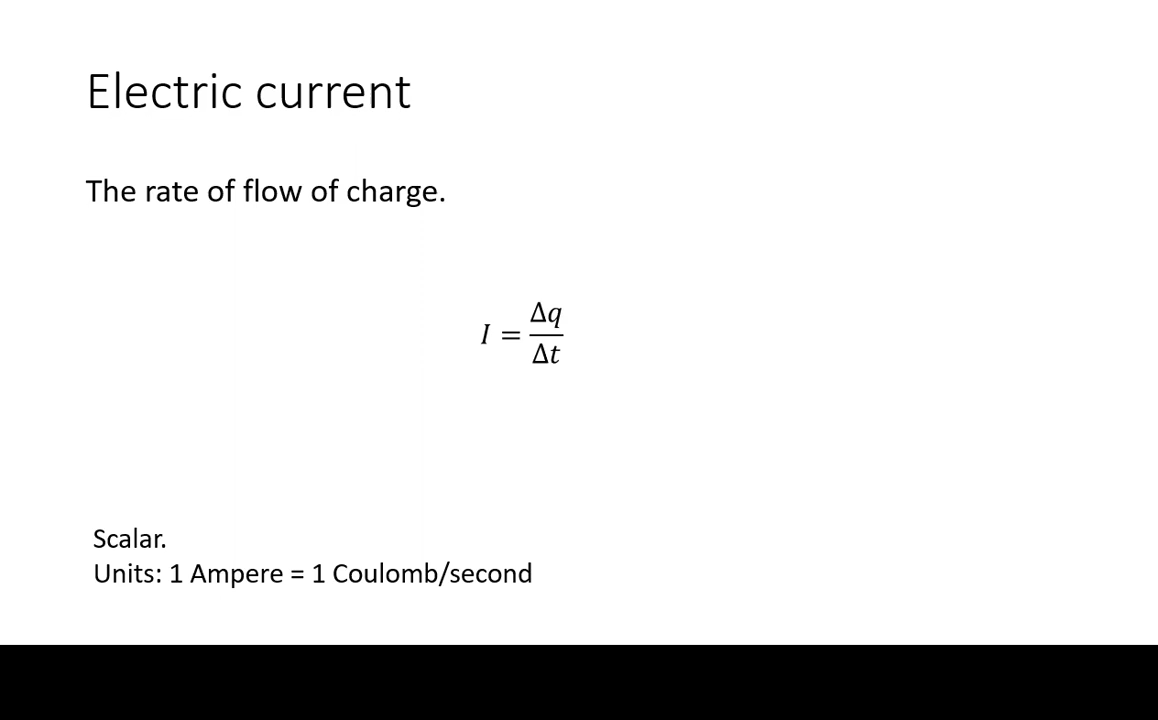 Electric current
The rate of flow of charge.
I = Δq/Δt
Scalar.
Units: 1 Ampere = 1 Coulomb/second